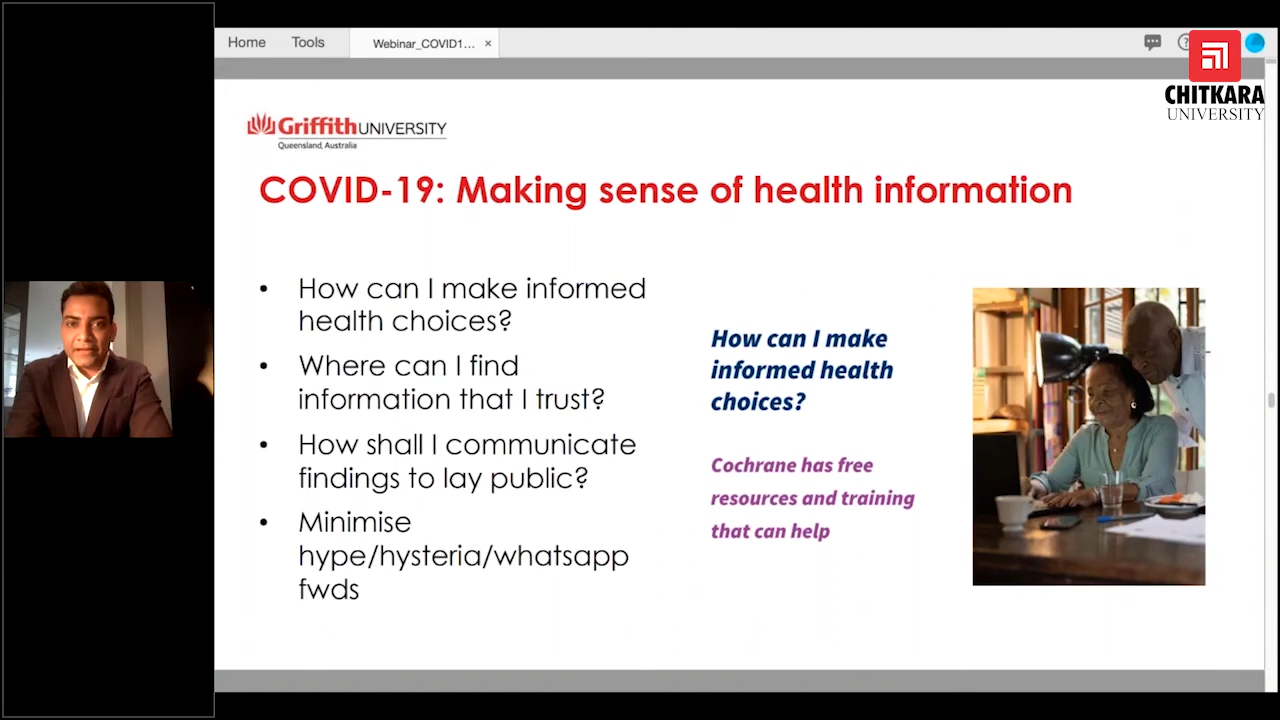 Home Tools Webinar_COVID1... ×
CHITKARA
UNIVERSITY
Griffith UNIVERSITY
Queensland, Australia
COVID-19: Making sense of health information
• How can I make informed
health choices?
• Where can I find
information that I trust?
• How shall I communicate
findings to lay public?
• Minimise
hype/hysteria/whatsapp
fwds
How can I make
informed health
choices?
Cochrane has free
resources and training
that can help